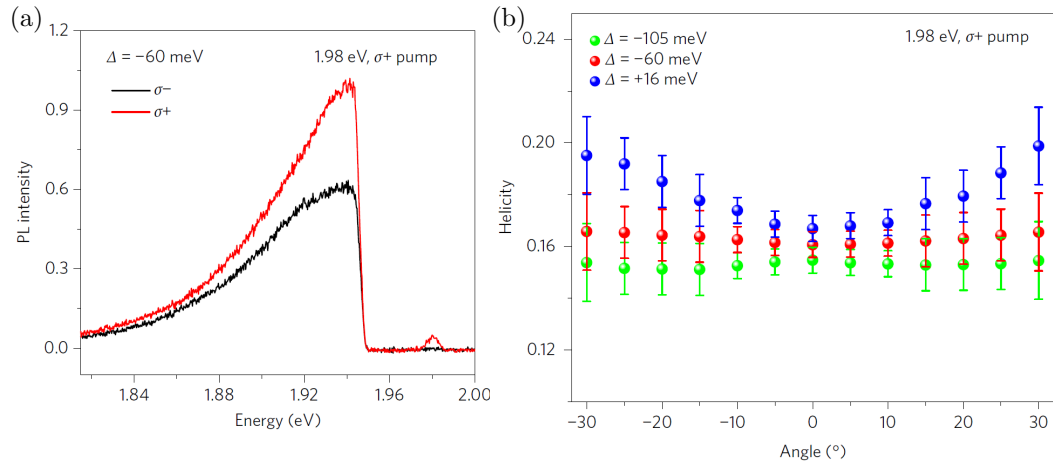 (a)
1.2
0.9
0.6
0.3
0.0
PL intensity
Δ = −60 meV
1.98 eV, σ+ pump
σ−
σ+
1.84
1.88
1.92
1.96
2.00
Energy (eV)
(b)
0.24
0.20
0.16
0.12
Helicity
Δ = −105 meV
Δ = −60 meV
Δ = +16 meV
1.98 eV, σ+ pump
−30
−20
−10
0
10
20
30
Angle (°)